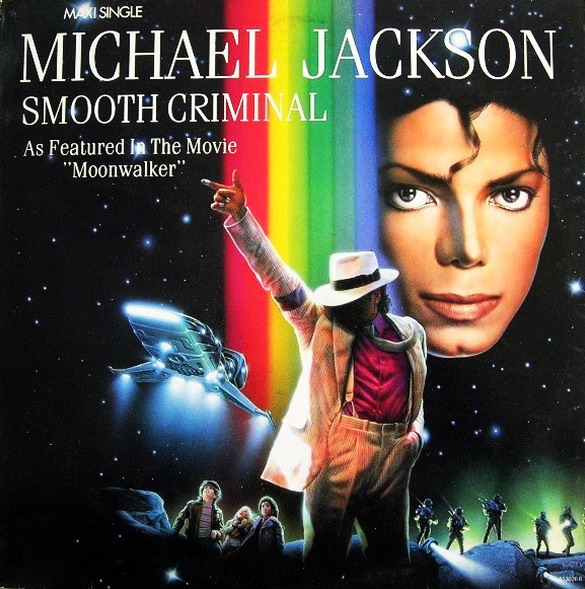 MAXI SINGLE
MICHAEL JACKSON
SMOOTH CRIMINAL
As Featured In The Movie
"Moonwalker"